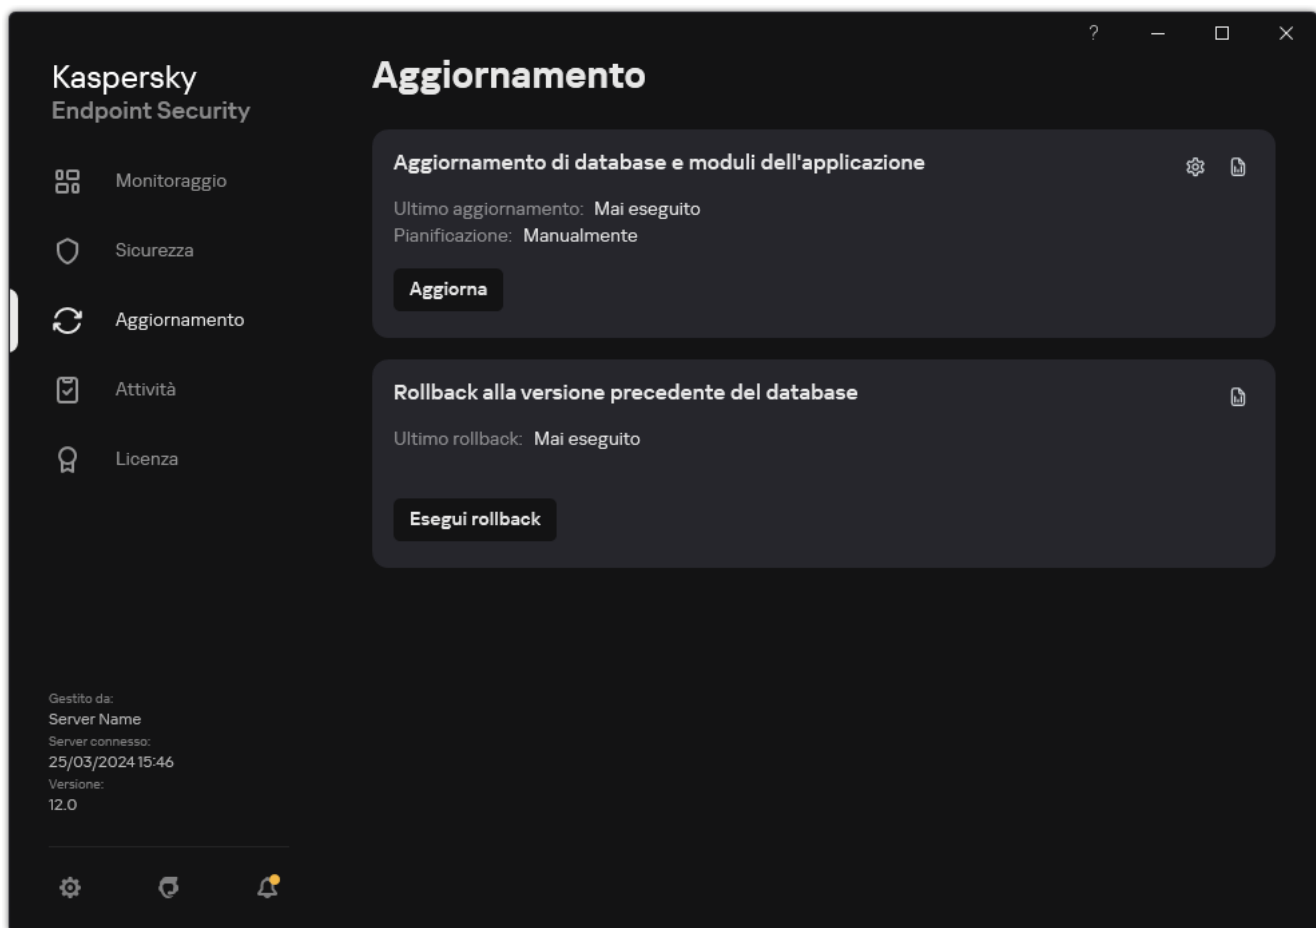 ?
Kaspersky
Endpoint Security
Monitoraggio
Sicurezza
Aggiornamento
Attività
Licenza
Gestito da:
Server Name
Server connesso:
25/03/2024 15:46
Versione:
12.0
Aggiornamento
Aggiornamento di database e moduli dell'applicazione
Ultimo aggiornamento: Mai eseguito
Pianificazione: Manualmente
Aggiorna
Rollback alla versione precedente del database
Ultimo rollback: Mai eseguito
Esegui rollback